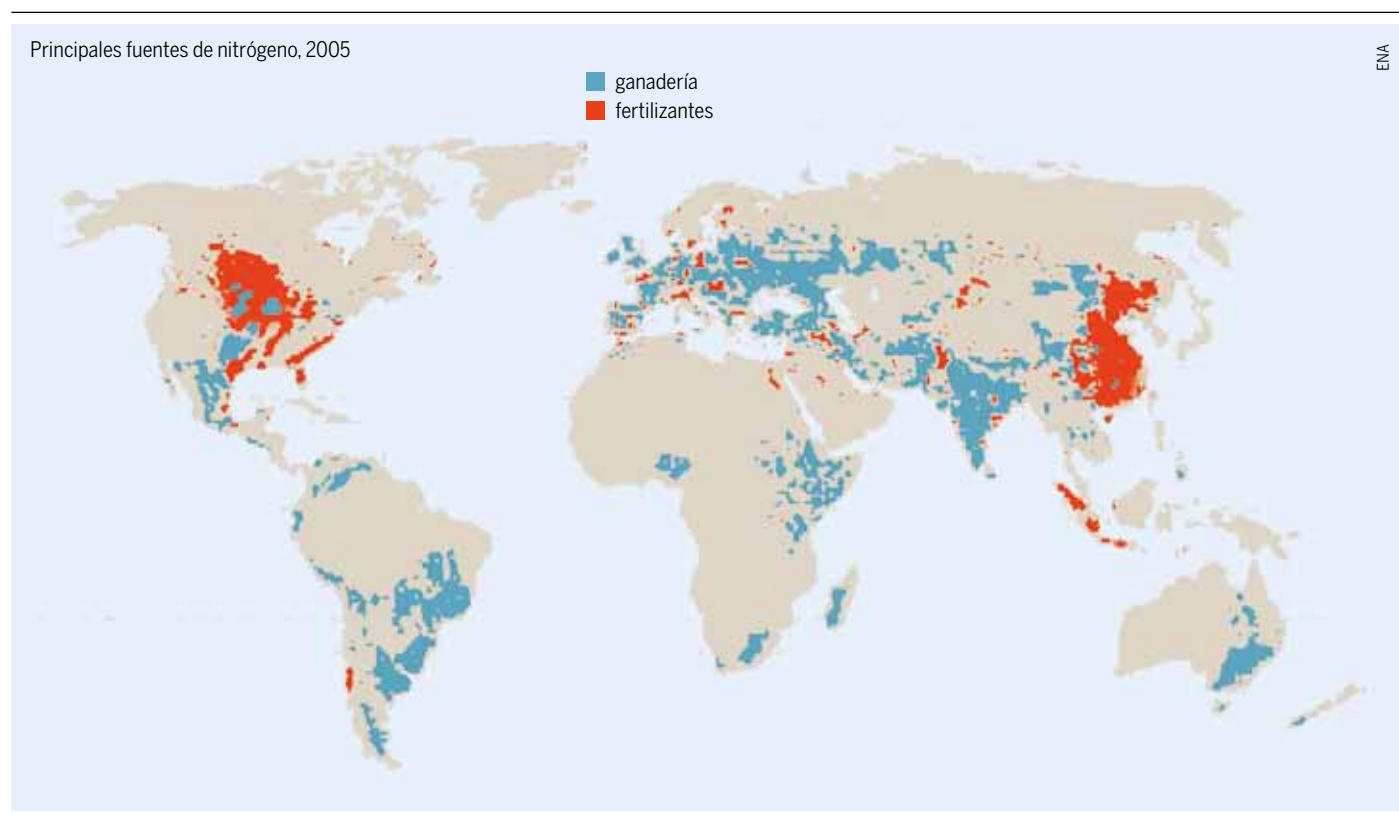 Principales fuentes de nitrógeno, 2005
ENA
ganadería
fertilizantes